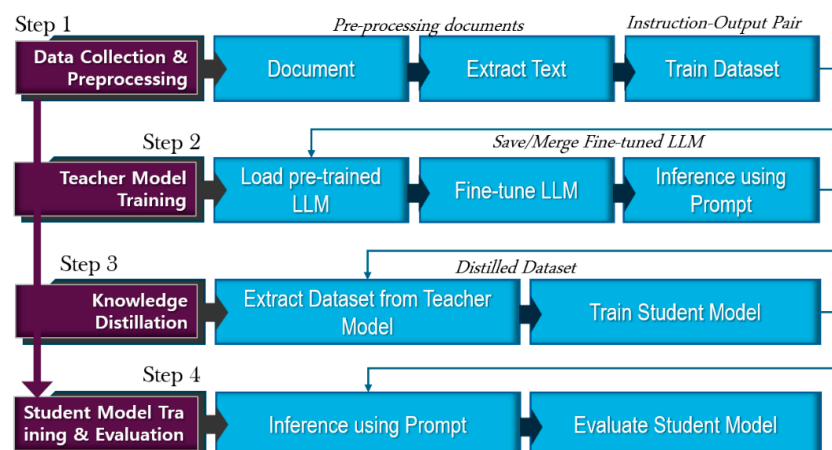 Step 1
Pre-processing documents
Instruction-Output Pair
Data Collection &
Preprocessing
Document
Extract Text
Train Dataset
Step 2
Save/Merge Fine-tuned LLM
Teacher Model
Training
Load pre-trained
LLM
Fine-tune LLM
Inference using
Prompt
Step 3
Distilled Dataset
Knowledge
Distillation
Extract Dataset from Teacher
Model
Train Student Model
Step 4
Student Model Tra
ining & Evaluation
Inference using Prompt
Evaluate Student Model